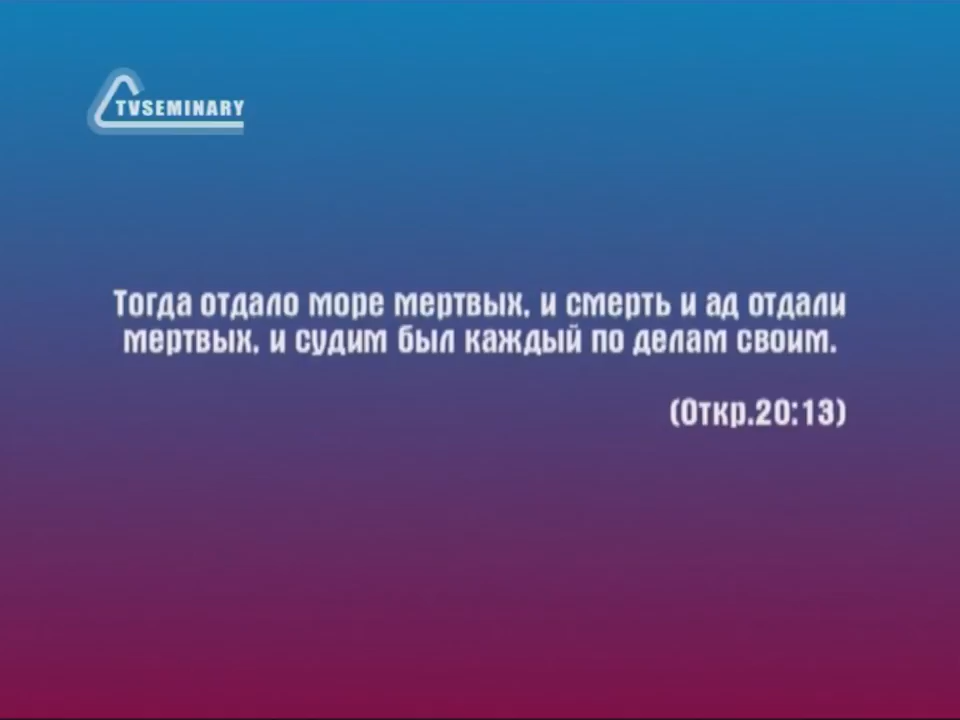 TVSEMINARY
Тогда отдало море мертвых, и смерть и ад отдали
мертвых, и судим был каждый по делам своим.
(Откр.20:13)